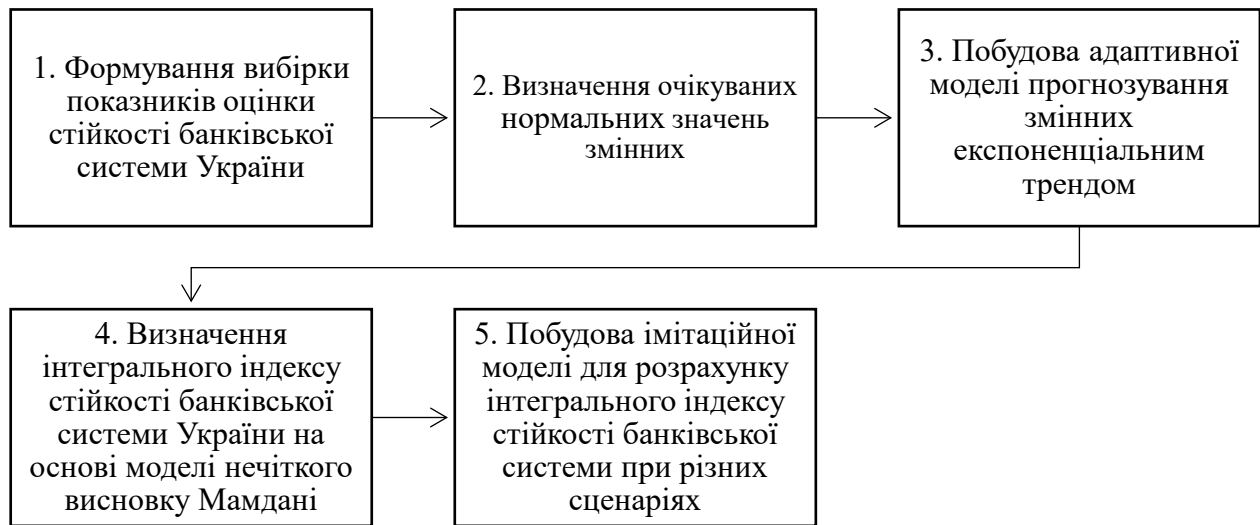 1. Формування вибірки
показників оцінки
стійкості банківської
системи України
2. Визначення очікуваних
нормальних значень
змінних
3. Побудова адаптивної
моделі прогнозування
змінних
експоненціальним
трендом
4. Визначення
інтегрального індексу
стійкості банківської
системи України на
основі моделі нечіткого
висновку Мамдані
5. Побудова імітаційної
моделі для розрахунку
інтегрального індексу
стійкості банківської
системи при різних
сценаріях